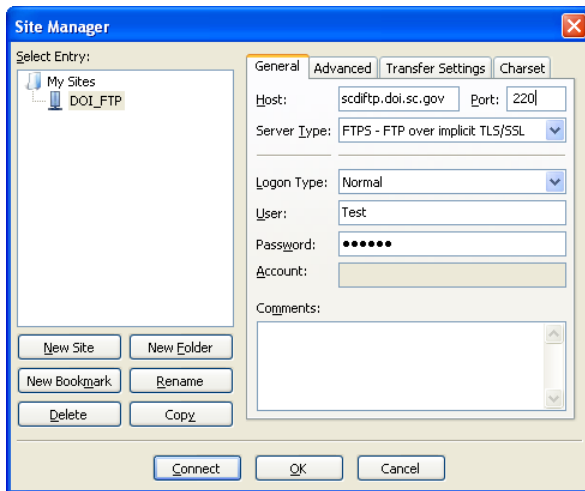 Site Manager
Select Entry:
My Sites
DOI_FTP
New Site New Folder
New Bookmark Rename
Delete Copy
General Advanced Transfer Settings Charset
Host: scdiftp.doi.sc.gov Port: 220
Server Type: FTPS - FTP over implicit TLS/SSL
Logon Type: Normal
User: Test
Password: ●●●●●●
Account:
Comments:
Connect OK Cancel